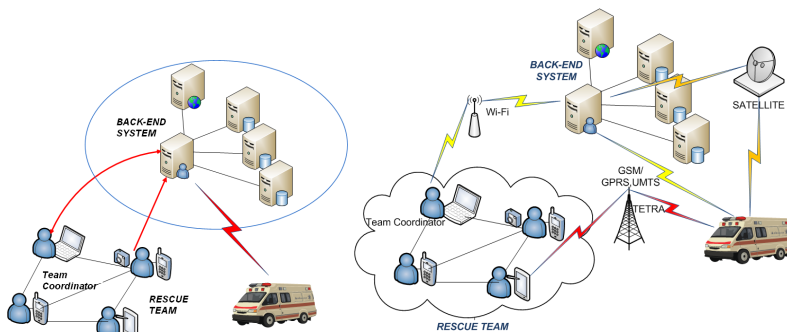 BACK-END
SYSTEM
Team
Coordinator
RESCUE
TEAM
BACK-END
SYSTEM
Wi-Fi
SATELLITE
GSM/
GPRS,UMTS
TETRA
Team Coordinator
RESCUE TEAM